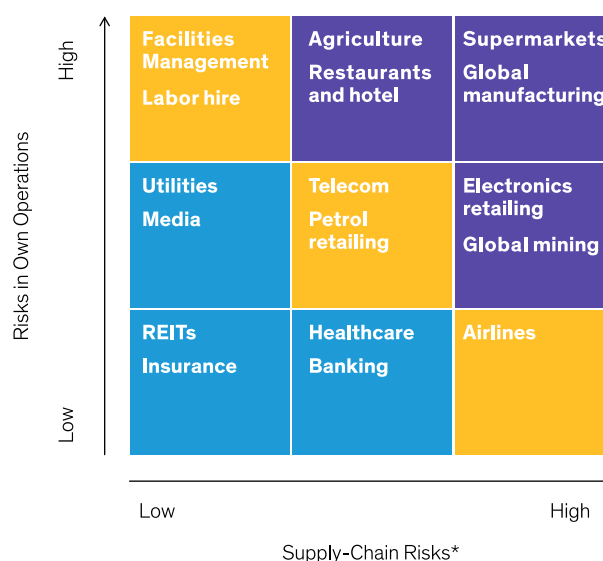 High
Risks in Own Operations
Low
Facilities
Management
Labor hire
Agriculture
Restaurants
and hotel
Supermarkets
Global
manufacturing
Utilities
Media
Telecom
Petrol
retailing
Electronics
retailing
Global mining
REITs
Insurance
Healthcare
Banking
Airlines
Low
High
Supply-Chain Risks*